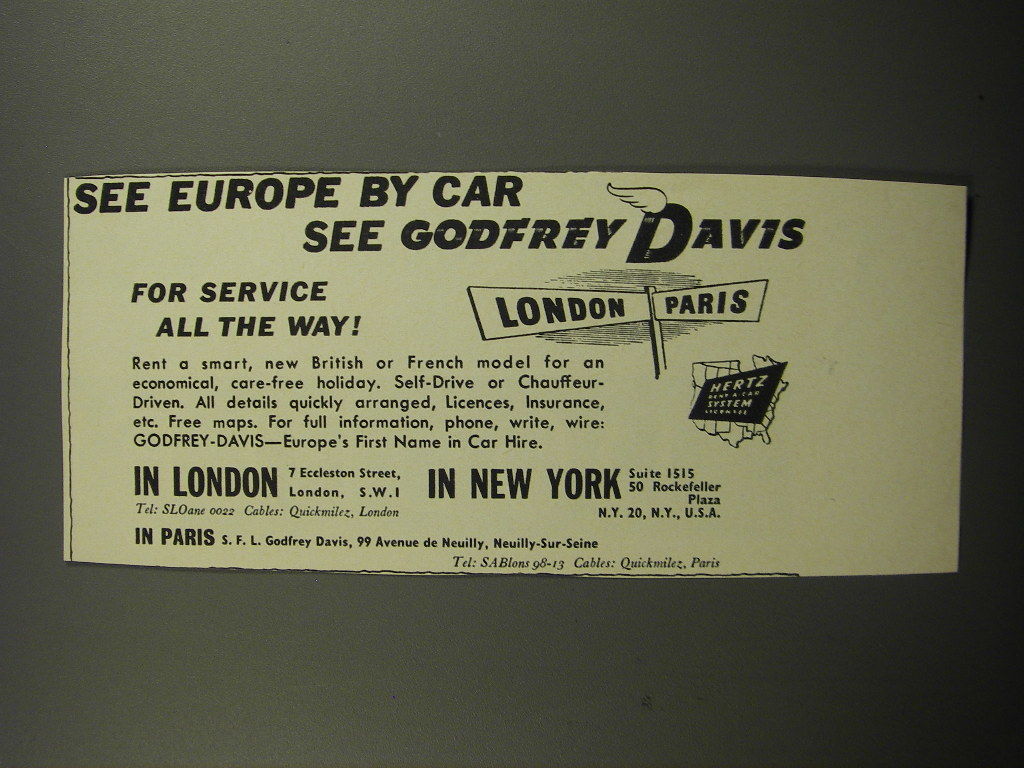 SEE EUROPE BY CAR
SEE GODFREY DAVIS
FOR SERVICE
ALL THE WAY!
LONDON PARIS
Rent a smart, new British or French model for an
economical, care-free holiday. Self-Drive or Chauffeur-
Driven. All details quickly arranged, Licences, Insurance,
etc. Free maps. For full information, phone, write, wire:
GODFREY-DAVIS—Europe's First Name in Car Hire.
HERTZ
RENT A CAR
SYSTEM
LICENSEE
IN LONDON 7 Eccleston Street,
London, S.W.1
Tel: SLOane 0022 Cables: Quickmilez, London
IN NEW YORK Suite 1515
50 Rockefeller
Plaza
N.Y. 20, N.Y., U.S.A.
IN PARIS S. F. L. Godfrey Davis, 99 Avenue de Neuilly, Neuilly-Sur-Seine
Tel: SABlons 98-13 Cables: Quickmilez, Paris